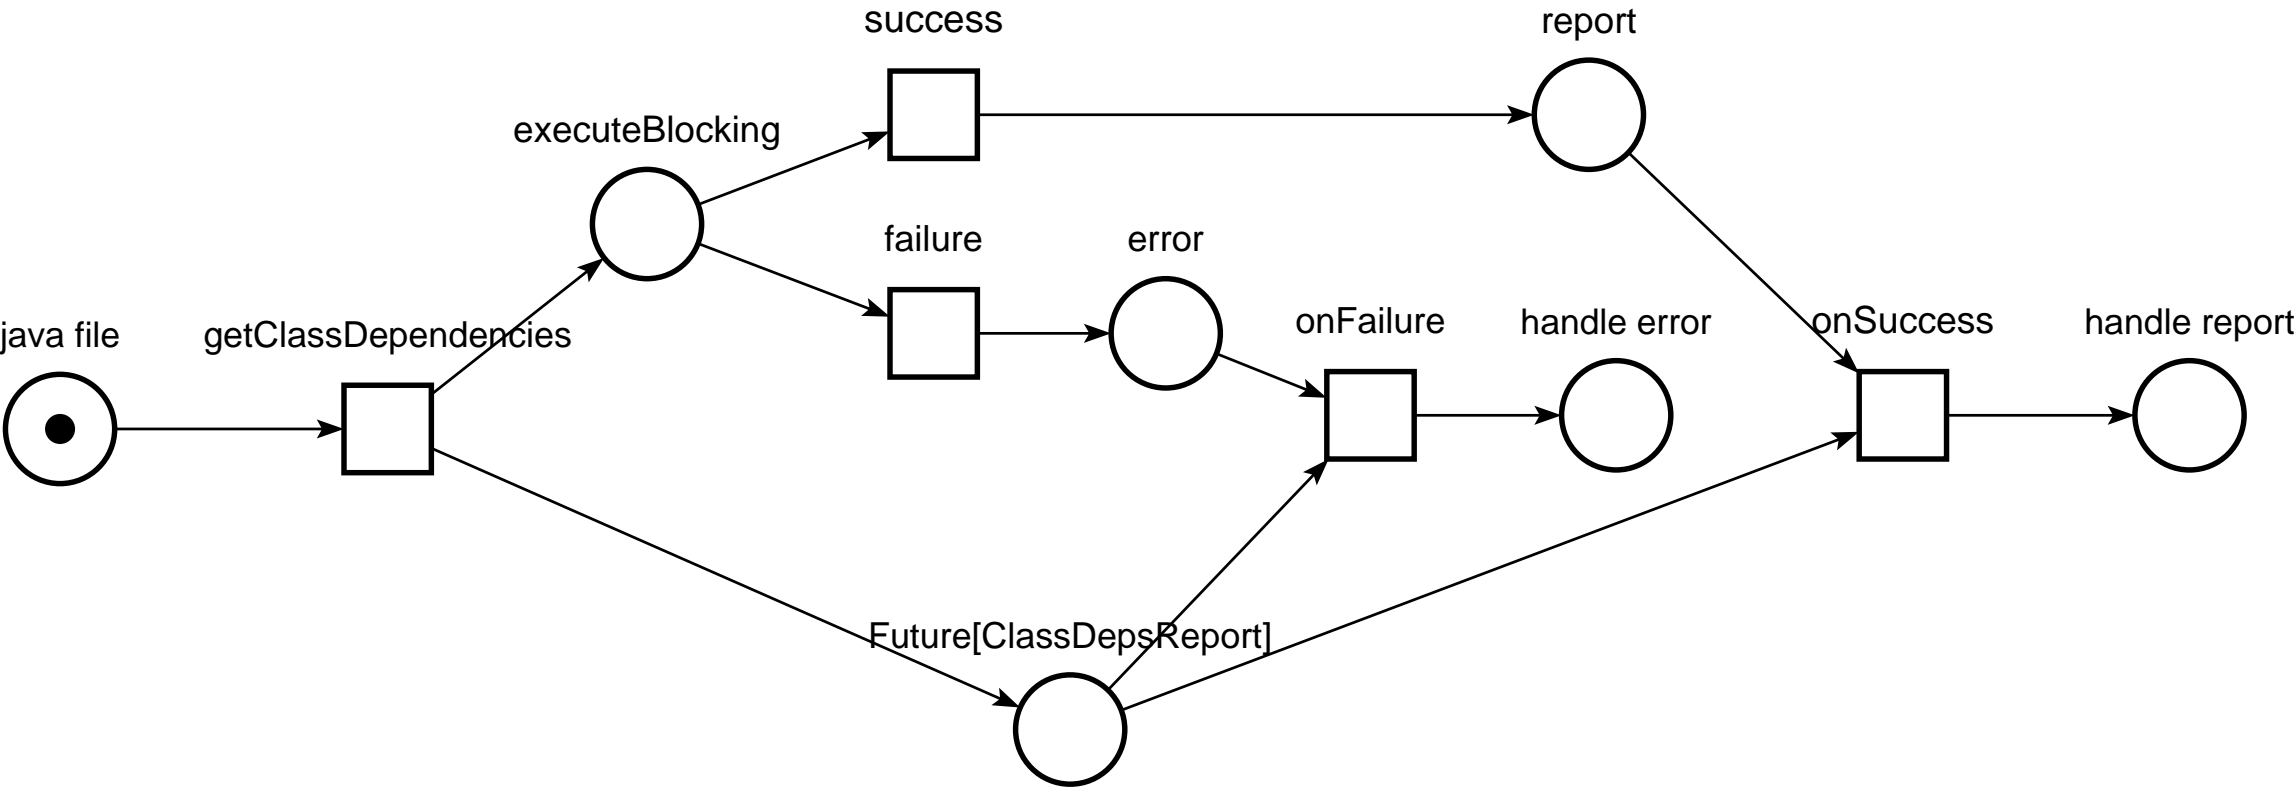 success
report
executeBlocking
failure
error
java file
getClassDependencies
onFailure
handle error
onSuccess
handle report
Future[ClassDepsReport]